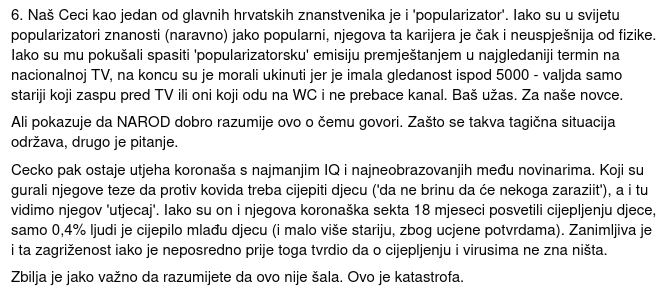 6. Naš Ceci kao jedan od glavnih hrvatskih znanstvenika je i 'popularizator'. Iako su u svijetu
popularizatori znanosti (naravno) jako popularni, njegova ta karijera je čak i neuspješnija od fizike.
Iako su mu pokušali spasiti 'popularizatorsku' emisiju premještanjem u najgledaniji termin na
nacionalnoj TV, na koncu su je morali ukinuti jer je imala gledanost ispod 5000 - valjda samo
stariji koji zaspu pred TV ili oni koji odu na WC i ne prebace kanal. Baš užas. Za naše novce.
Ali pokazuje da NAROD dobro razumije ovo o čemu govori. Zašto se takva tagična situacija
održava, drugo je pitanje.
Cecko pak ostaje utjeha koronaša s najmanjim IQ i najneobrazovanjih među novinarima. Koji su
gurali njegove teze da protiv kovida treba cijepiti djecu ('da ne brinu da će nekoga zaraziit'), a i tu
vidimo njegov 'utjecaj'. Iako su on i njegova koronaška sekta 18 mjeseci posvetili cijepljenju djece,
samo 0,4% ljudi je cijepilo mlađu djecu (i malo više stariju, zbog ucjene potvrdama). Zanimljiva je
i ta zagriženost iako je neposredno prije toga tvrdio da o cijepljenju i virusima ne zna ništa.
Zbilja je jako važno da razumijete da ovo nije šala. Ovo je katastrofa.